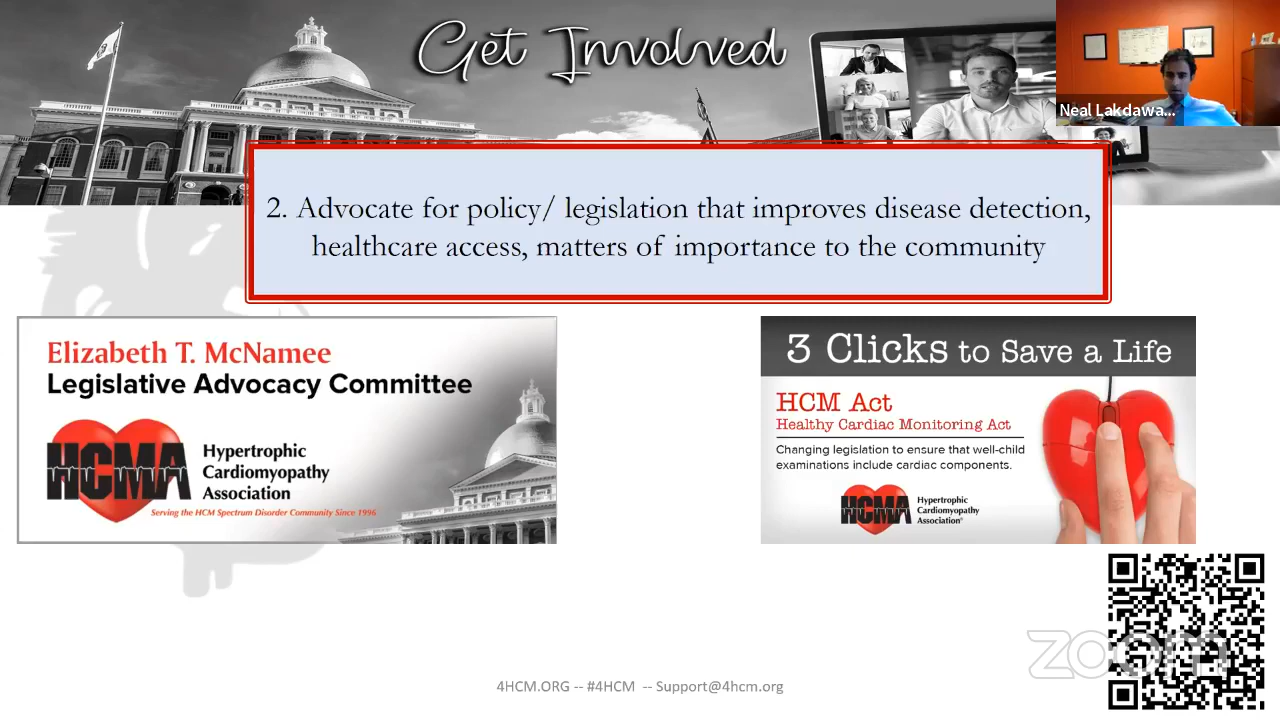 Get Involved
Neal Lakdawa...
2. Advocate for policy/ legislation that improves disease detection,
healthcare access, matters of importance to the community
Elizabeth T. McNamee
Legislative Advocacy Committee
HCMA
Hypertrophic
Cardiomyopathy
Association
Serving the HCM Spectrum Disorder Community Since 1996
3 Clicks to Save a Life
HCM Act
Healthy Cardiac Monitoring Act
Changing legislation to ensure that well-child
examinations include cardiac components.
HCMA
Hypertrophic
Cardiomyopathy
Association®
zoom
4HCM.ORG -- #4HCM -- Support@4hcm.org